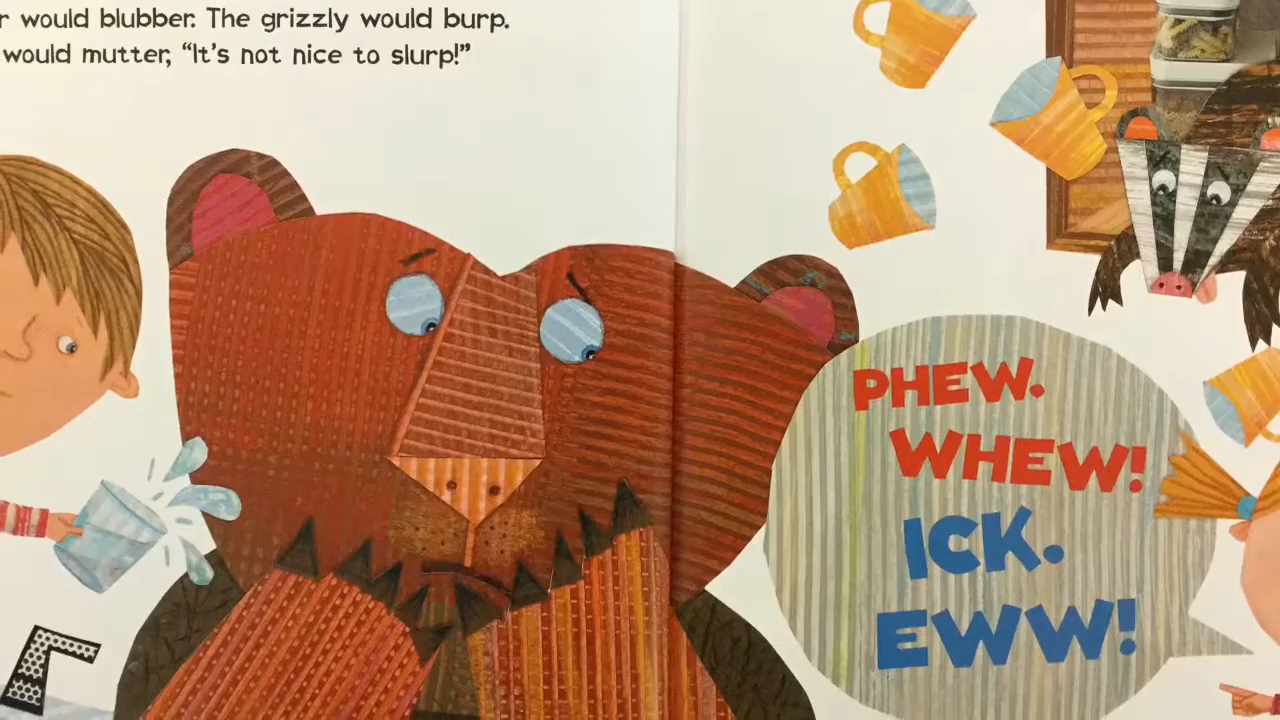 would blubber. The grizzly would burp.
would mutter, “It’s not nice to slurp!”
PHEW.
WHEW!
ICK.
EWW!